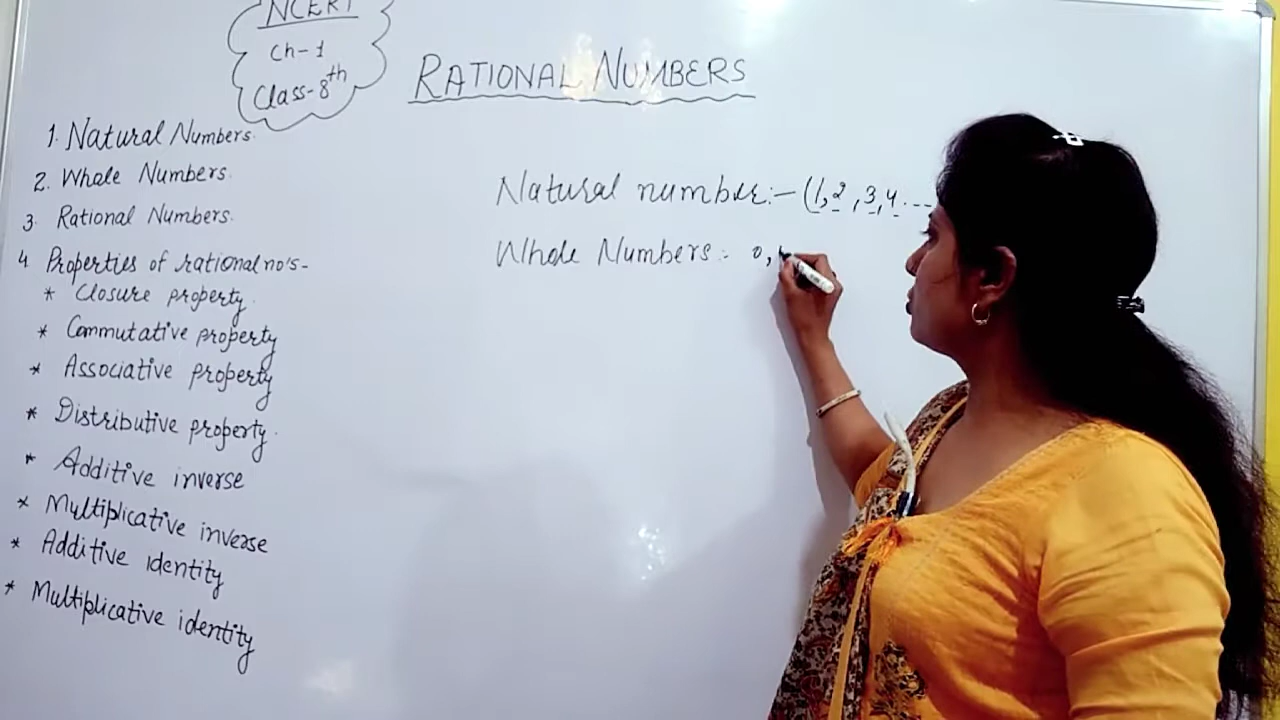 NCERT
Ch-1
Class-8th
RATIONAL NUMBERS
1. Natural Numbers.
2. Whole Numbers.
3. Rational Numbers.
4 Properties of rational no's-
* Closure property.
* Commutative property
* Associative property
* Distributive property.
* Additive inverse
* Multiplicative inverse
* Additive identity
* Multiplicative identity
Natural number:- (1,2,3,4.---
Whole Numbers:- 0,